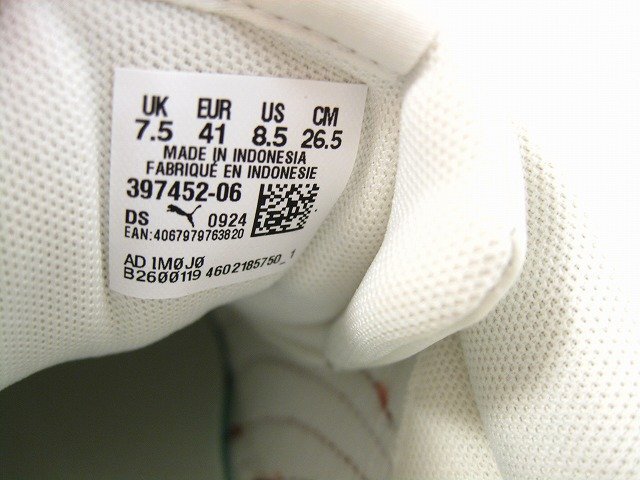 UK EUR US CM
7.5 41 8.5 26.5
MADE IN INDONESIA
FABRIQUÉ EN INDONESIE
397452-06
DS 0924
EAN:4067979763820
AD 1M0J0
B2600119 4602185750_1